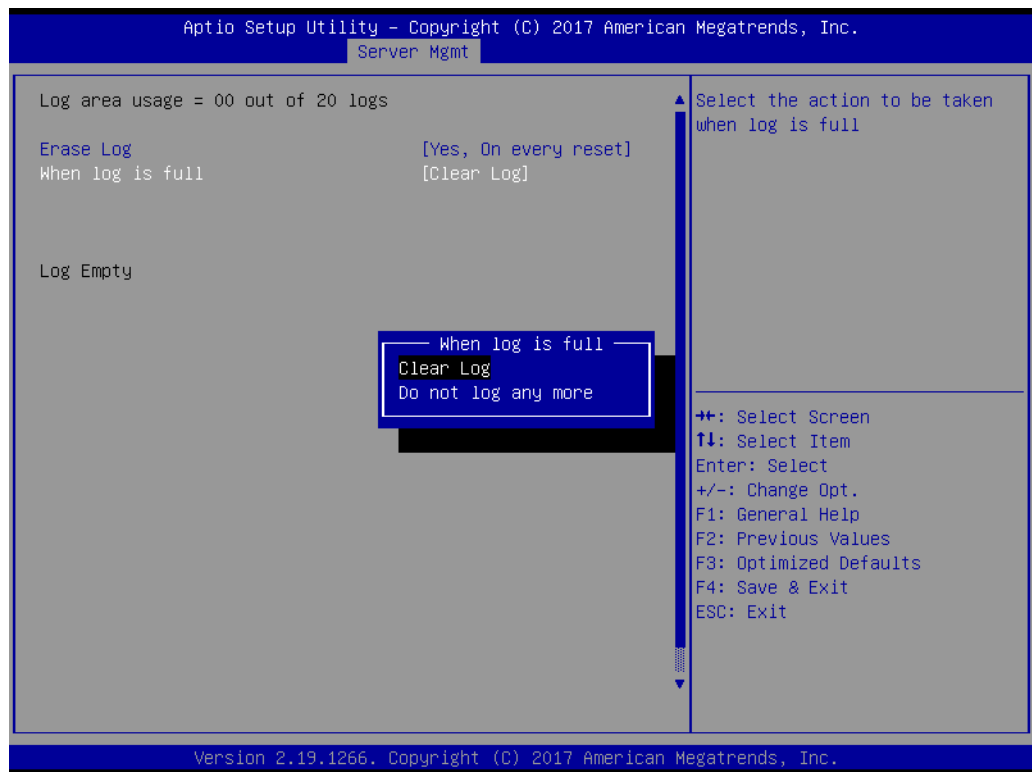 Aptio Setup Utility – Copyright (C) 2017 American Megatrends, Inc.
Server Mgmt
Log area usage = 00 out of 20 logs
Erase Log [Yes, On every reset]
When log is full [Clear Log]
Log Empty
When log is full
Clear Log
Do not log any more
Select the action to be taken
when log is full
→←: Select Screen
↑↓: Select Item
Enter: Select
+/-: Change Opt.
F1: General Help
F2: Previous Values
F3: Optimized Defaults
F4: Save & Exit
ESC: Exit
Version 2.19.1266. Copyright (C) 2017 American Megatrends, Inc.